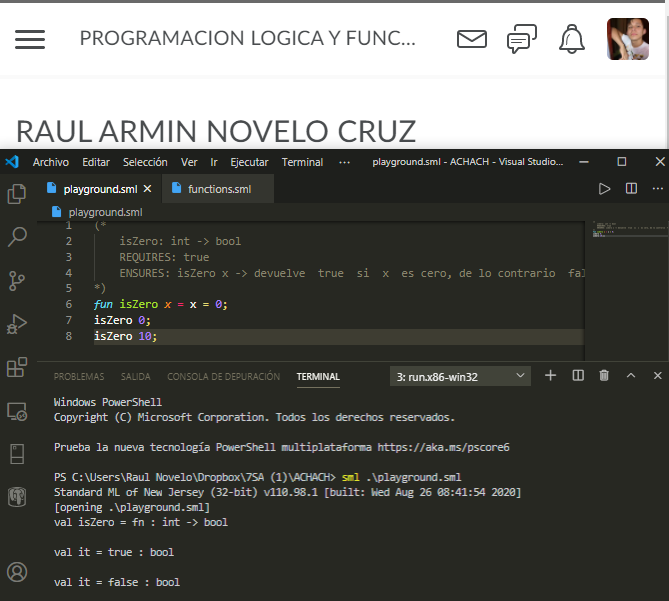 PROGRAMACION LOGICA Y FUNC...
RAUL ARMIN NOVELO CRUZ
Archivo Editar Selección Ver Ir Ejecutar Terminal ··· playground.sml - ACHACH - Visual Studio...
playground.sml functions.sml
playground.sml
1 (*
2 isZero: int -> bool
3 REQUIRES: true
4 ENSURES: isZero x -> devuelve true si x es cero, de lo contrario fal
5 *)
6 fun isZero x = x = 0;
7 isZero 0;
8 isZero 10;
PROBLEMAS SALIDA CONSOLA DE DEPURACIÓN TERMINAL 3: run.x86-win32
Windows PowerShell
Copyright (C) Microsoft Corporation. Todos los derechos reservados.
Prueba la nueva tecnología PowerShell multiplataforma https://aka.ms/pscore6
PS C:\Users\Raul Novelo\Dropbox\7SA (1)\ACHACH> sml .\playground.sml
Standard ML of New Jersey (32-bit) v110.98.1 [built: Wed Aug 26 08:41:54 2020]
[opening .\playground.sml]
val isZero = fn : int -> bool
val it = true : bool
val it = false : bool